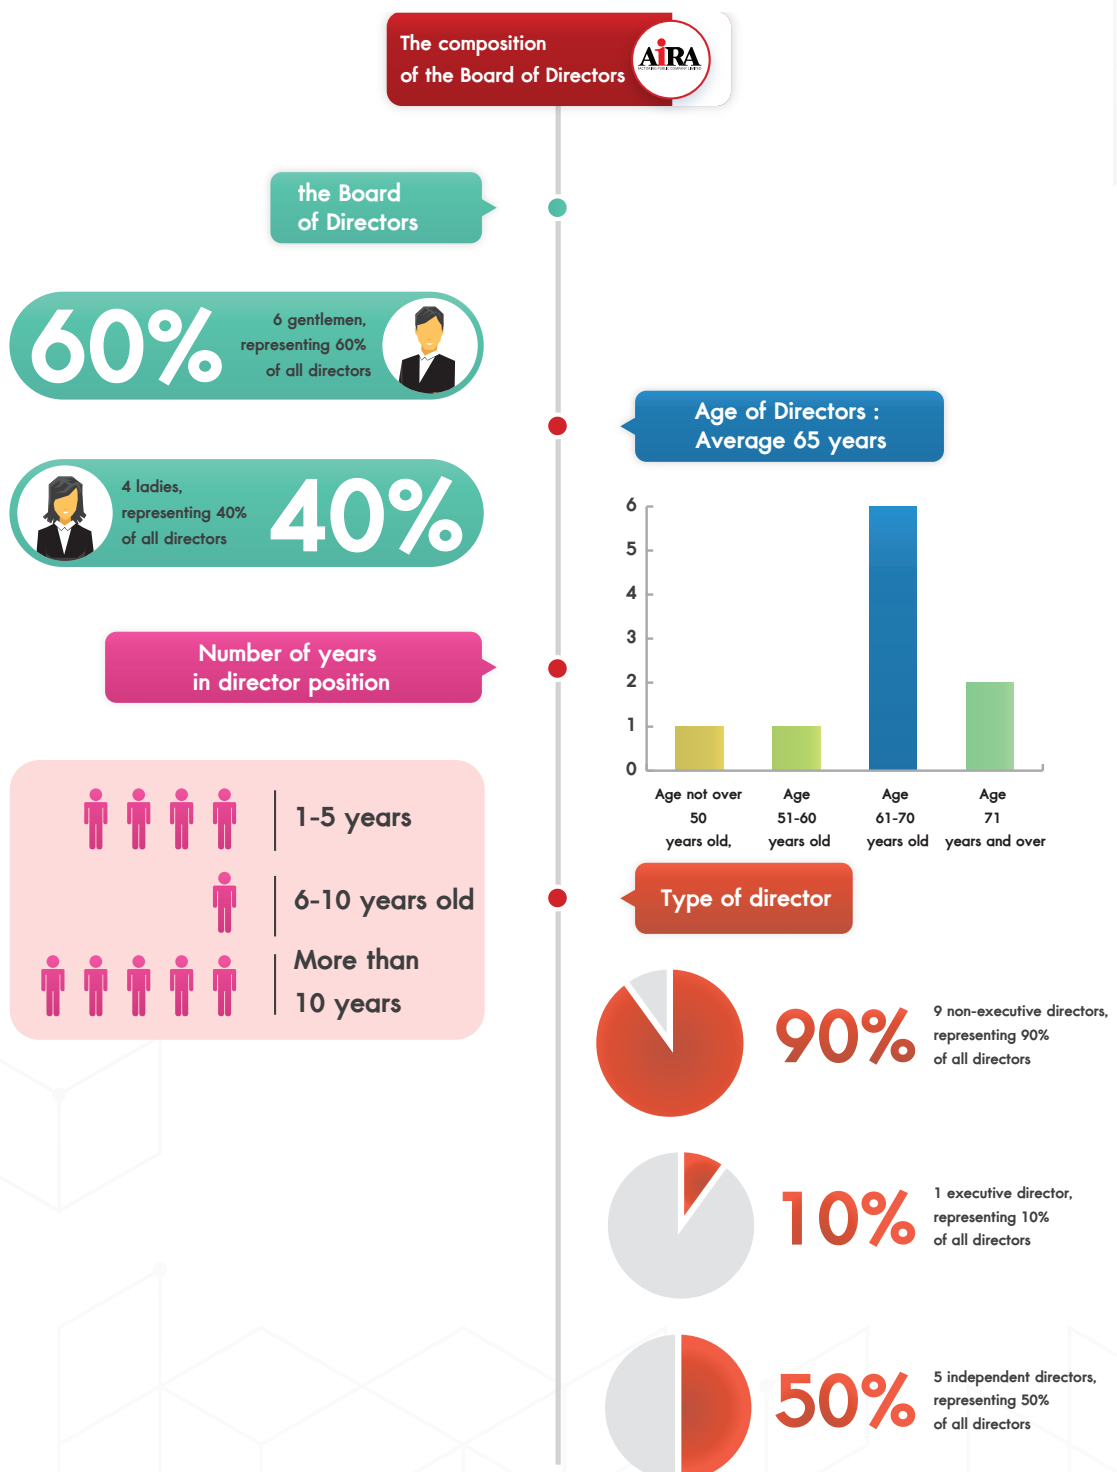 The composition
of the Board of Directors
AiRA
the Board
of Directors
60%
6 gentlemen,
representing 60%
of all directors
4 ladies,
representing 40%
of all directors
40%
Number of years
in director position
1-5 years
6-10 years old
More than
10 years
Age of Directors :
Average 65 years
6
5
4
3
2
1
0
Age not over
50
years old,
Age
51-60
years old
Age
61-70
years old
Age
71
years and over
Type of director
90%
9 non-executive directors,
representing 90%
of all directors
10%
1 executive director,
representing 10%
of all directors
50%
5 independent directors,
representing 50%
of all directors